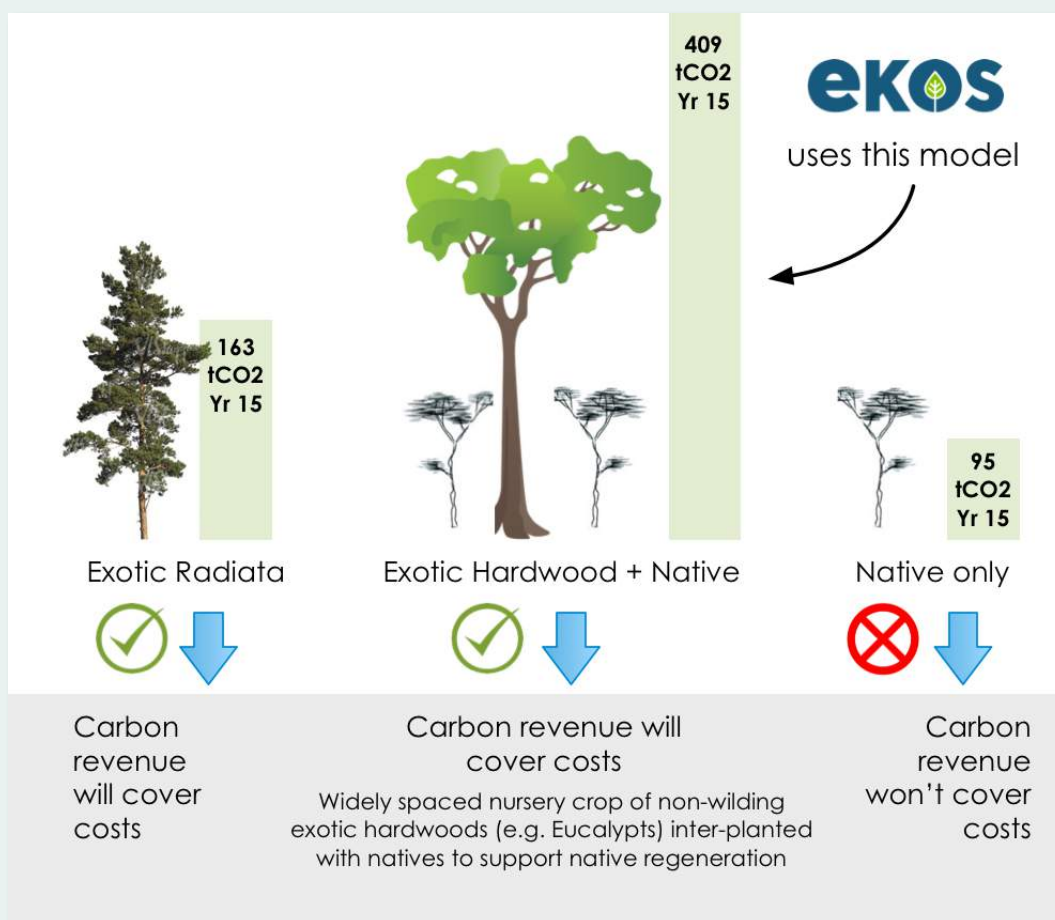 409
tCO2
Yr 15
eKOS
uses this model
163
tCO2
Yr 15
95
tCO2
Yr 15
Exotic Radiata
Exotic Hardwood + Native
Native only
Carbon
revenue
will cover
costs
Carbon revenue will
cover costs
Widely spaced nursery crop of non-wilding
exotic hardwoods (e.g. Eucalypts) inter-planted
with natives to support native regeneration
Carbon
revenue
won't cover
costs